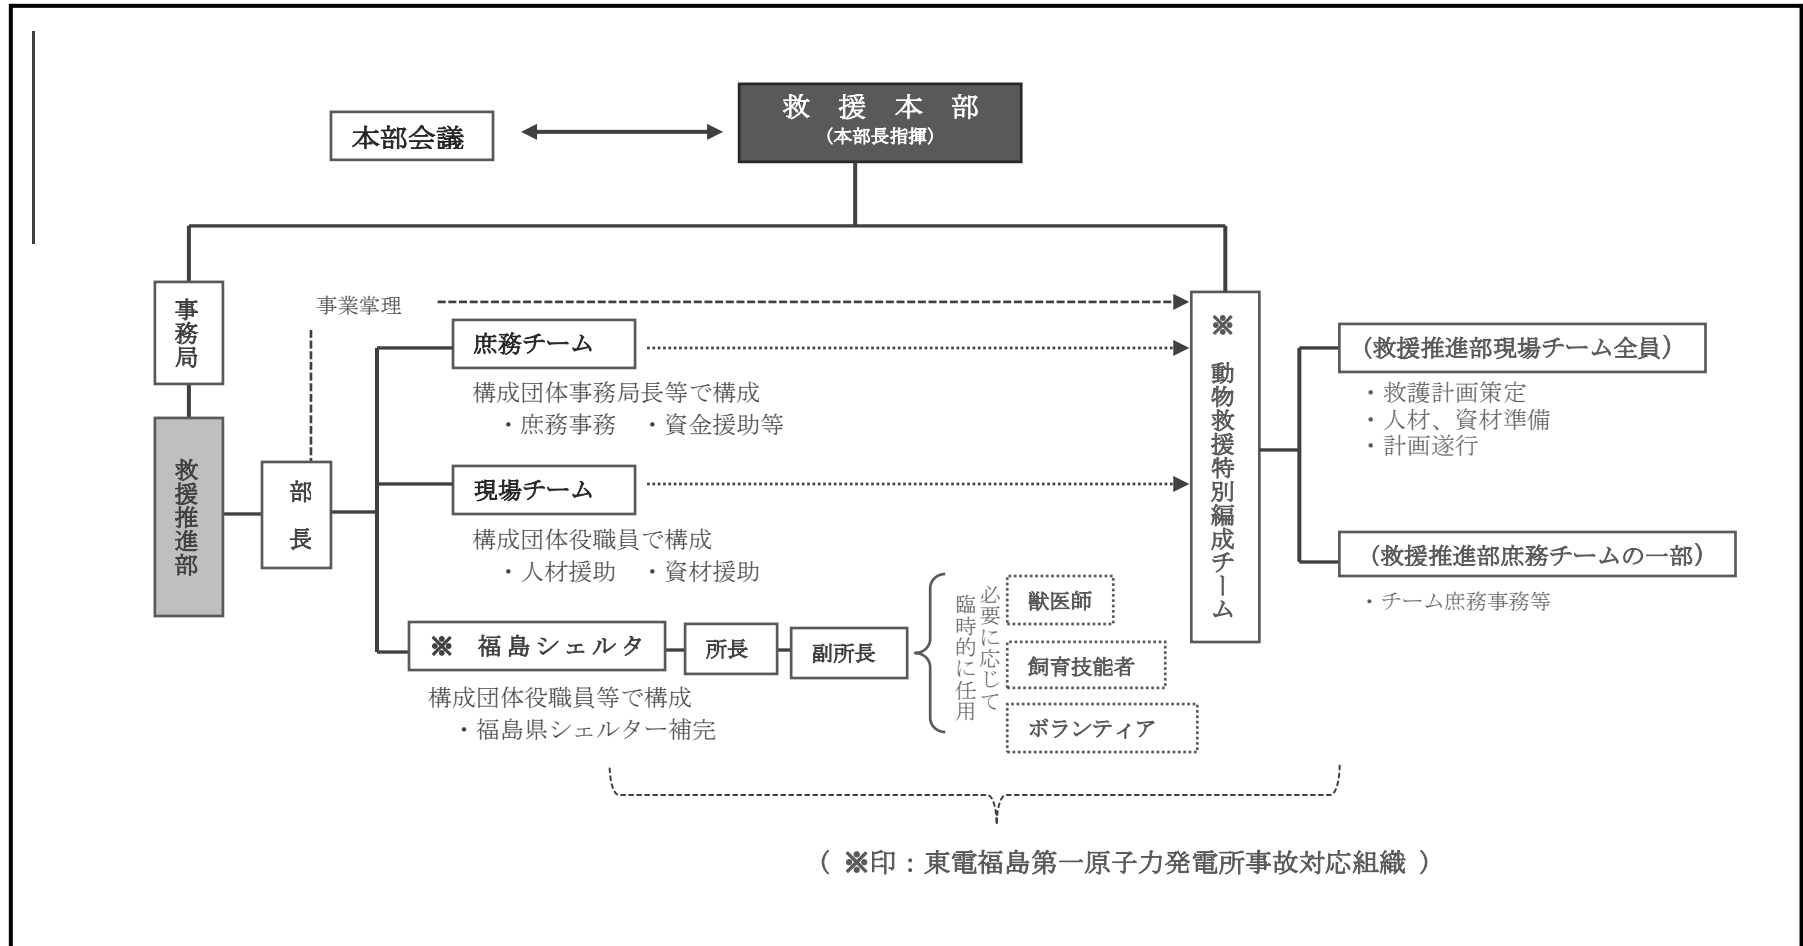 救　援　本　部
（本部長指揮）
本部会議
事務局
事業掌理
庶務チーム
構成団体事務局長等で構成
・庶務事務　・資金援助等
救援推進部
部長
現場チーム
構成団体役職員で構成
・人材援助　・資材援助
※　福島シェルタ
所長
副所長
構成団体役職員等で構成
・福島県シェルター補完
必要に応じて
臨時的に任用
獣医師
飼育技能者
ボランティア
※　動物救援特別編成チーム
（救援推進部現場チーム全員）
・救護計画策定
・人材、資材準備
・計画遂行
（救援推進部庶務チームの一部）
・チーム庶務事務等
（ ※印：東電福島第一原子力発電所事故対応組織 ）